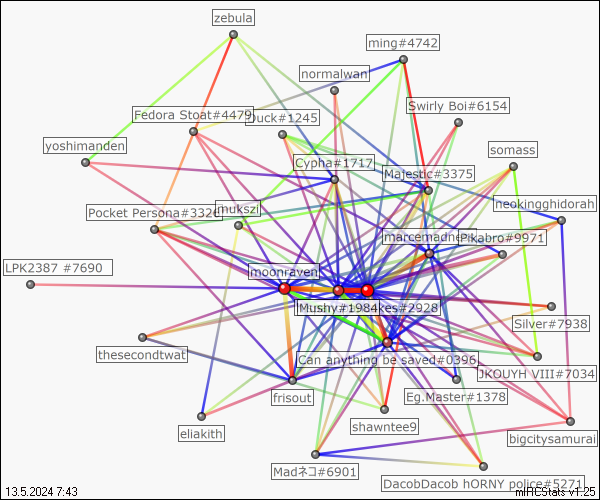 zebula
ming#4742
normalwan
Swirly Boi#6154
Fedora Stoat#4479
Duck#1245
yoshimanden
somass
Cypha#1717
Majestic#3375
neokingghidorah
Pocket Persona#3326
mukszi
marcemadne
Pikabro#9971
LPK2387 #7690
moonraven
Mushy#1984
kes#2928
Silver#7938
thesecondtwat
Can anything be saved#0396
JKOUYH VIII#7034
frisout
Eg.Master#1378
eliakith
shawntee9
bigcitysamurai
Madネコ#6901
DacobDacob hORNY police#5271
13.5.2024 7:43
mIRCStats v1.25